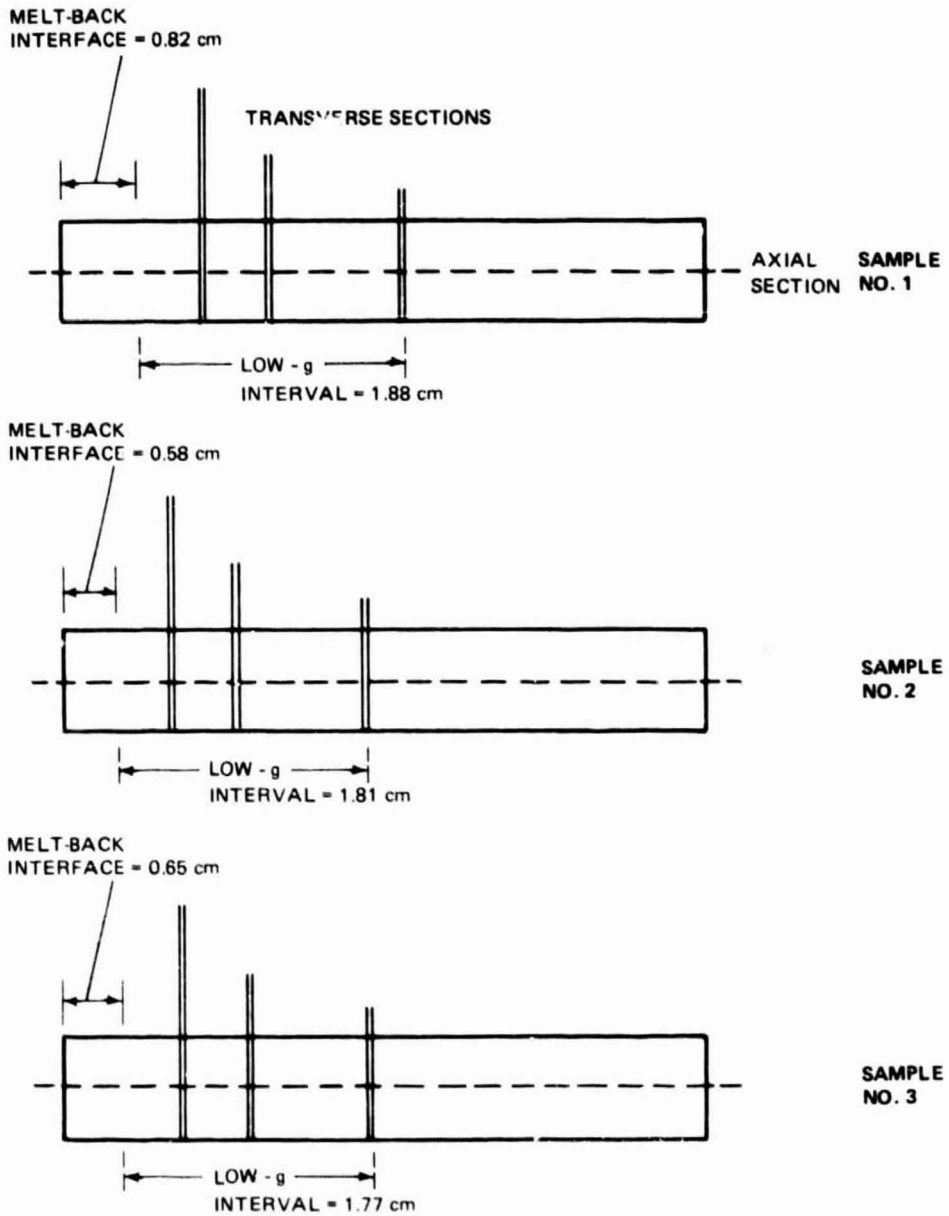 MELT-BACK
INTERFACE = 0.82 cm
TRANSVERSE SECTIONS
AXIAL
SECTION
SAMPLE
NO. 1
LOW - g
INTERVAL = 1.88 cm
MELT-BACK
INTERFACE = 0.58 cm
SAMPLE
NO. 2
LOW - g
INTERVAL = 1.81 cm
MELT-BACK
INTERFACE = 0.65 cm
SAMPLE
NO. 3
LOW - g
INTERVAL = 1.77 cm